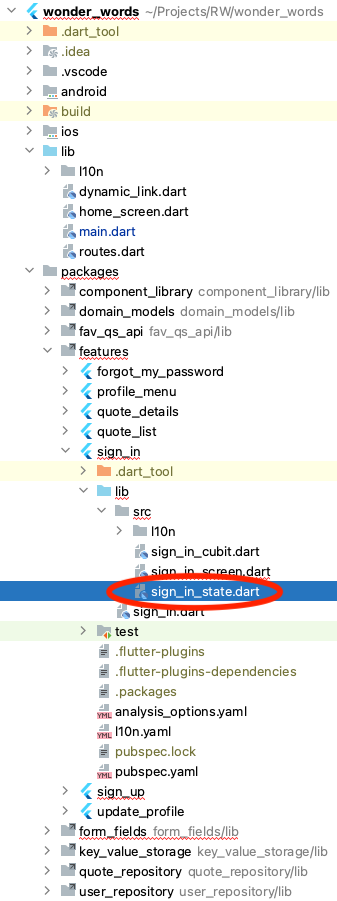 wonder_words ~/Projects/RW/wonder_words
.dart_tool
.idea
.vscode
android
build
ios
lib
l10n
dynamic_link.dart
home_screen.dart
main.dart
routes.dart
packages
component_library component_library/lib
domain_models domain_models/lib
fav_qs_api fav_qs_api/lib
features
forgot_my_password
profile_menu
quote_details
quote_list
sign_in
.dart_tool
lib
src
l10n
sign_in_cubit.dart
sign_in_screen.dart
sign_in_state.dart
sign_in.dart
test
.flutter-plugins
.flutter-plugins-dependencies
.packages
YML analysis_options.yaml
YML l10n.yaml
pubspec.lock
YML pubspec.yaml
sign_up
update_profile
form_fields form_fields/lib
key_value_storage key_value_storage/lib
quote_repository quote_repository/lib
user_repository user_repository/lib